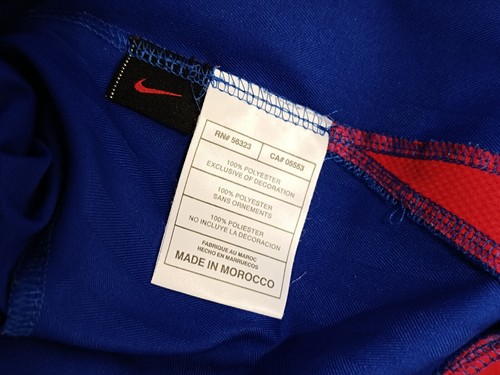 RN# 56323 CA# 05553
100% POLYESTER
EXCLUSIVE OF DECORATION
100% POLYESTER
SANS ORNEMENTS
100% POLIESTER
NO INCLUYE LA DECORACION
FABRIQUE AU MAROC
HECHO EN MARRUECOS
MADE IN MOROCCO